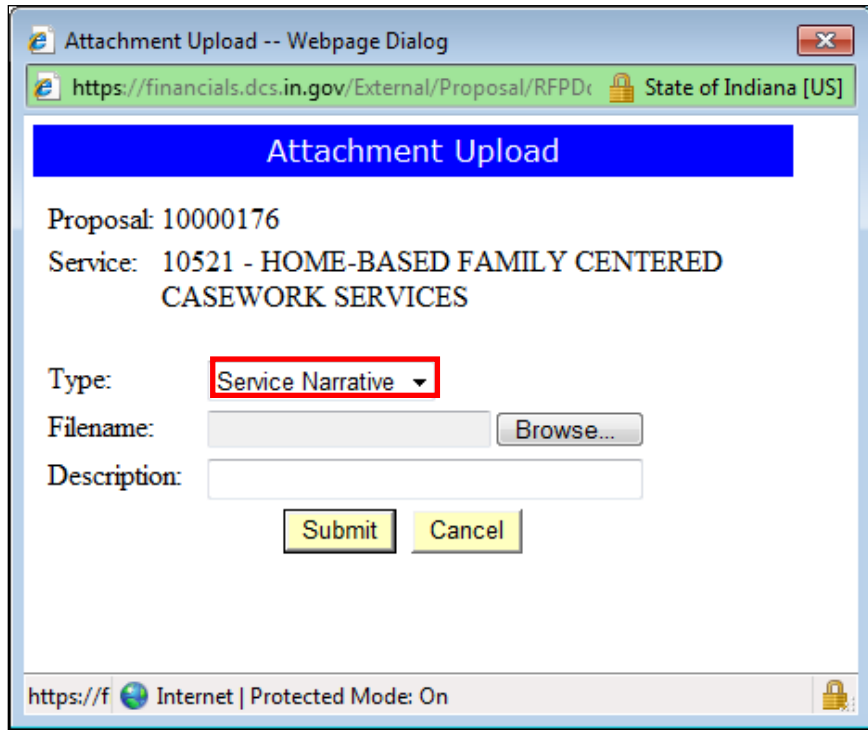 Attachment Upload -- Webpage Dialog
https://financials.dcs.in.gov/External/Proposal/RFPDo State of Indiana [US]
Attachment Upload
Proposal: 10000176
Service: 10521 - HOME-BASED FAMILY CENTERED
CASEWORK SERVICES
Type: Service Narrative
Filename: Browse...
Description:
Submit Cancel
https://f Internet | Protected Mode: On